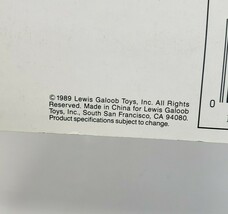 ©1989 Lewis Galoob Toys, Inc. All Rights
Reserved. Made in China for Lewis Galoob
Toys, Inc., South San Francisco, CA 94080.
Product specifications subject to change.
0